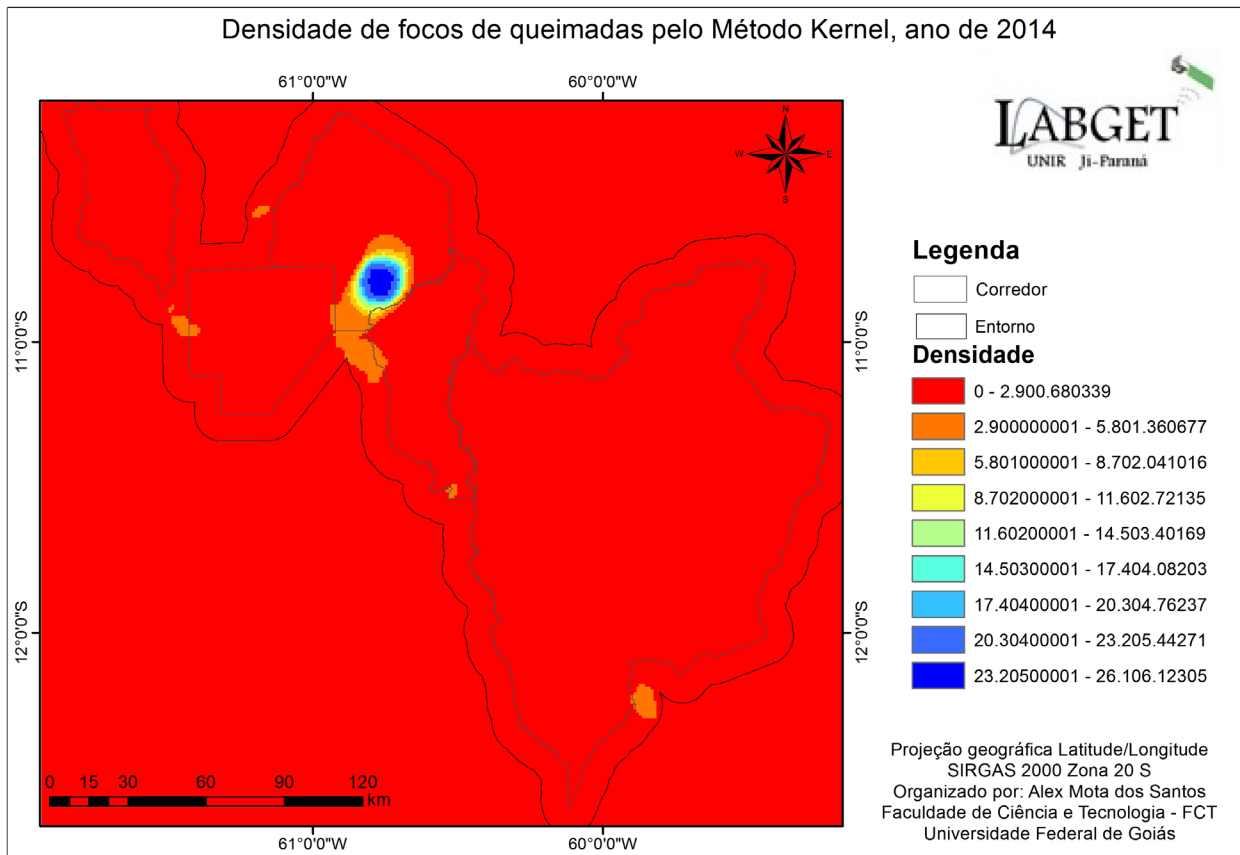 Densidade de focos de queimadas pelo Método Kernel, ano de 2014
61°0'0"W
60°0'0"W
N
W
E
S
LABGET
UNIR Ji-Paraná
11°0'0"S
11°0'0"S
12°0'0"S
12°0'0"S
Legenda
Corredor
Entorno
Densidade
0 - 2.900.680339
2.900000001 - 5.801.360677
5.801000001 - 8.702.041016
8.702000001 - 11.602.72135
11.60200001 - 14.503.40169
14.50300001 - 17.404.08203
17.40400001 - 20.304.76237
20.30400001 - 23.205.44271
23.20500001 - 26.106.12305
0 15 30 60 90 120
km
61°0'0"W
60°0'0"W
Projeção geográfica Latitude/Longitude
SIRGAS 2000 Zona 20 S
Organizado por: Alex Mota dos Santos
Faculdade de Ciência e Tecnologia - FCT
Universidade Federal de Goiás